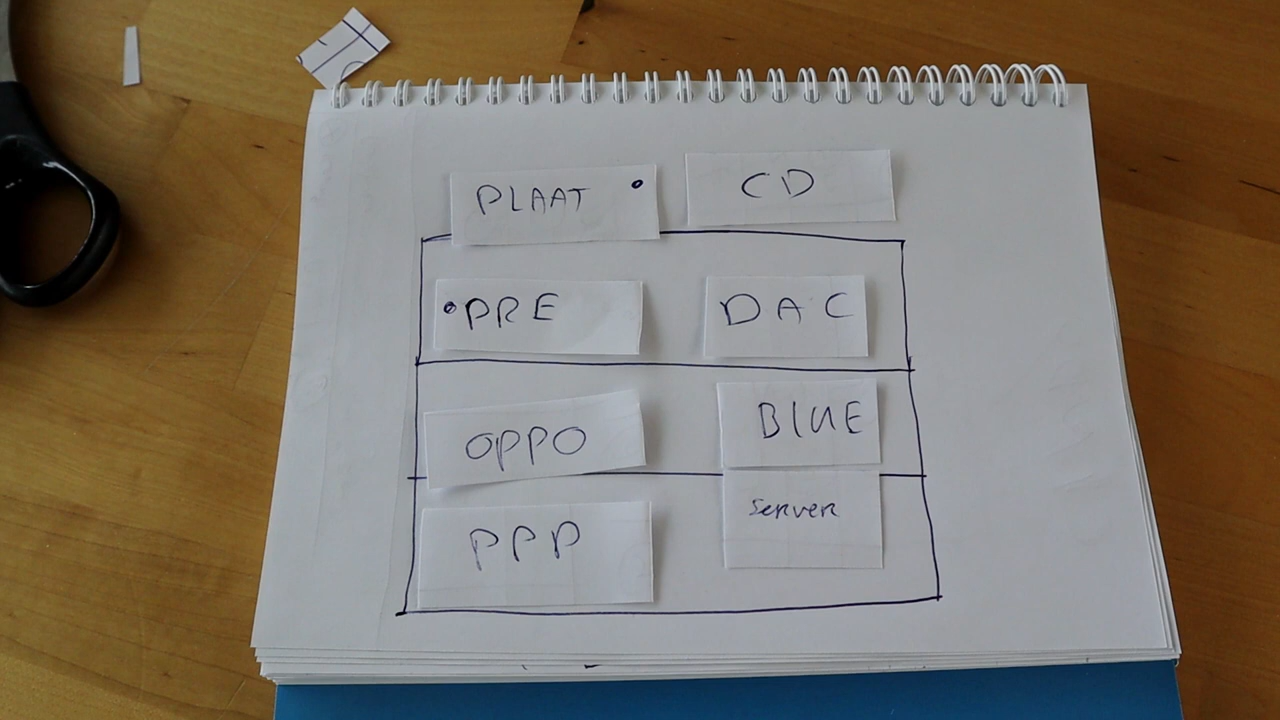 PLAAT
CD
PRE
DAC
OPPO
BLUE
PPP
Server